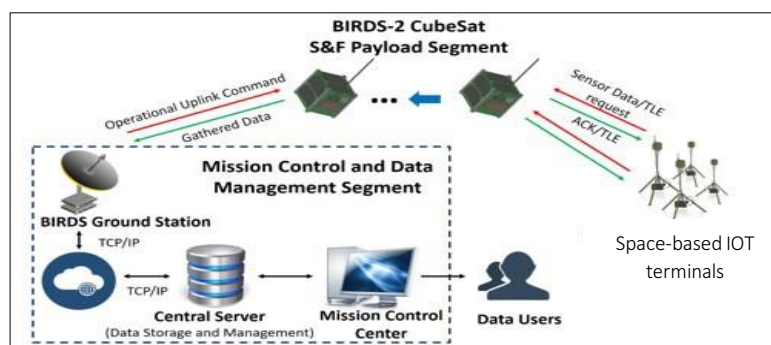 BIRDS-2 CubeSat
S&F Payload Segment
Operational Uplink Command
Gathered Data
Sensor Data/TLE
request
ACK/TLE
Mission Control and Data
Management Segment
BIRDS Ground Station
TCP/IP
TCP/IP
Central Server
(Data Storage and Management)
Mission Control
Center
Data Users
Space-based IOT
terminals